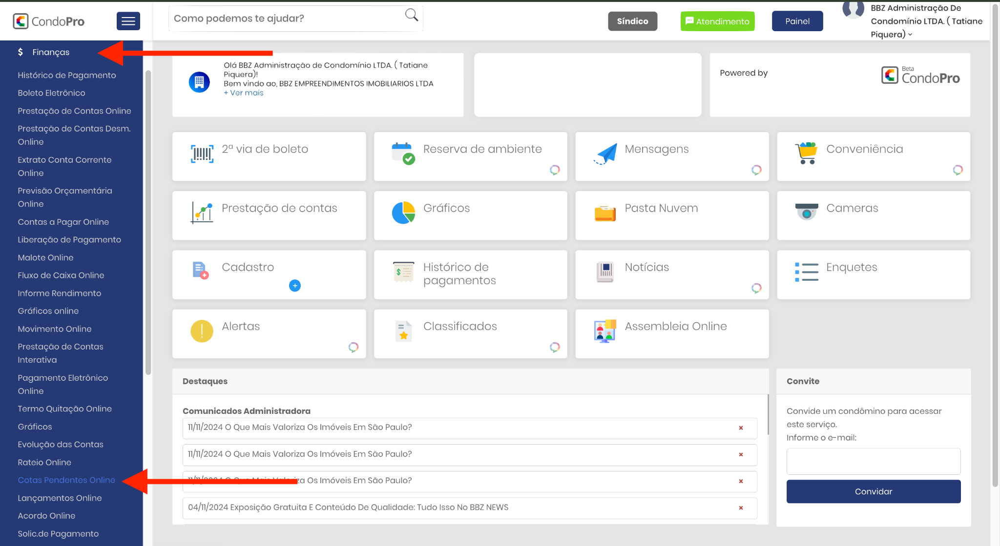 CondoPro
Como podemos te ajudar?
Síndico
Atendimento
Painel
BBZ Administração De
Condomínio LTDA. ( Tatiane
Piquera)
$ Finanças
Histórico de Pagamento
Boleto Eletrônico
Prestação de Contas Online
Prestação de Contas Desm.
Online
Extrato Conta Corrente
Online
Previsão Orçamentária
Online
Contas a Pagar Online
Liberação de Pagamento
Malote Online
Fluxo de Caixa Online
Informe Rendimento
Gráficos online
Movimento Online
Prestação de Contas
Interativa
Pagamento Eletrônico
Online
Termo Quitação Online
Gráficos
Evolução das Contas
Rateio Online
Cotas Pendentes Online
Lançamentos Online
Acordo Online
Solic.de Pagamento
Olá BBZ Administração de Condomínio LTDA. ( Tatiane
Piquera)!
Bem vindo ao, BBZ EMPREENDIMENTOS IMOBILIARIOS LTDA
+ Ver mais
Powered by
Beta
CondoPro
2ª via de boleto
Reserva de ambiente
Mensagens
Conveniência
Prestação de contas
Gráficos
Pasta Nuvem
Cameras
Cadastro
Histórico de
pagamentos
Notícias
Enquetes
Alertas
Classificados
Assembleia Online
Destaques
Comunicados Administradora
11/11/2024 O Que Mais Valoriza Os Imóveis Em São Paulo?
11/11/2024 O Que Mais Valoriza Os Imóveis Em São Paulo?
11/11/2024 O Que Mais Valoriza Os Imóveis Em São Paulo?
04/11/2024 Exposição Gratuita E Conteúdo De Qualidade: Tudo Isso No BBZ NEWS
Convite
Convide um condômino para acessar
este serviço.
Informe o e-mail:
Convidar